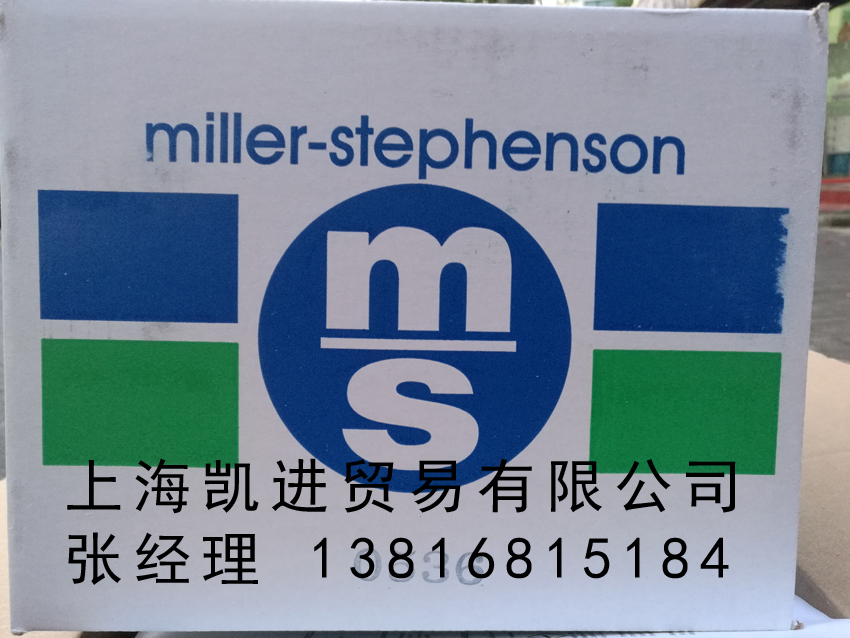 miller-stephenson
m
s
上海凯进贸易有限公司
张经理 13816815184